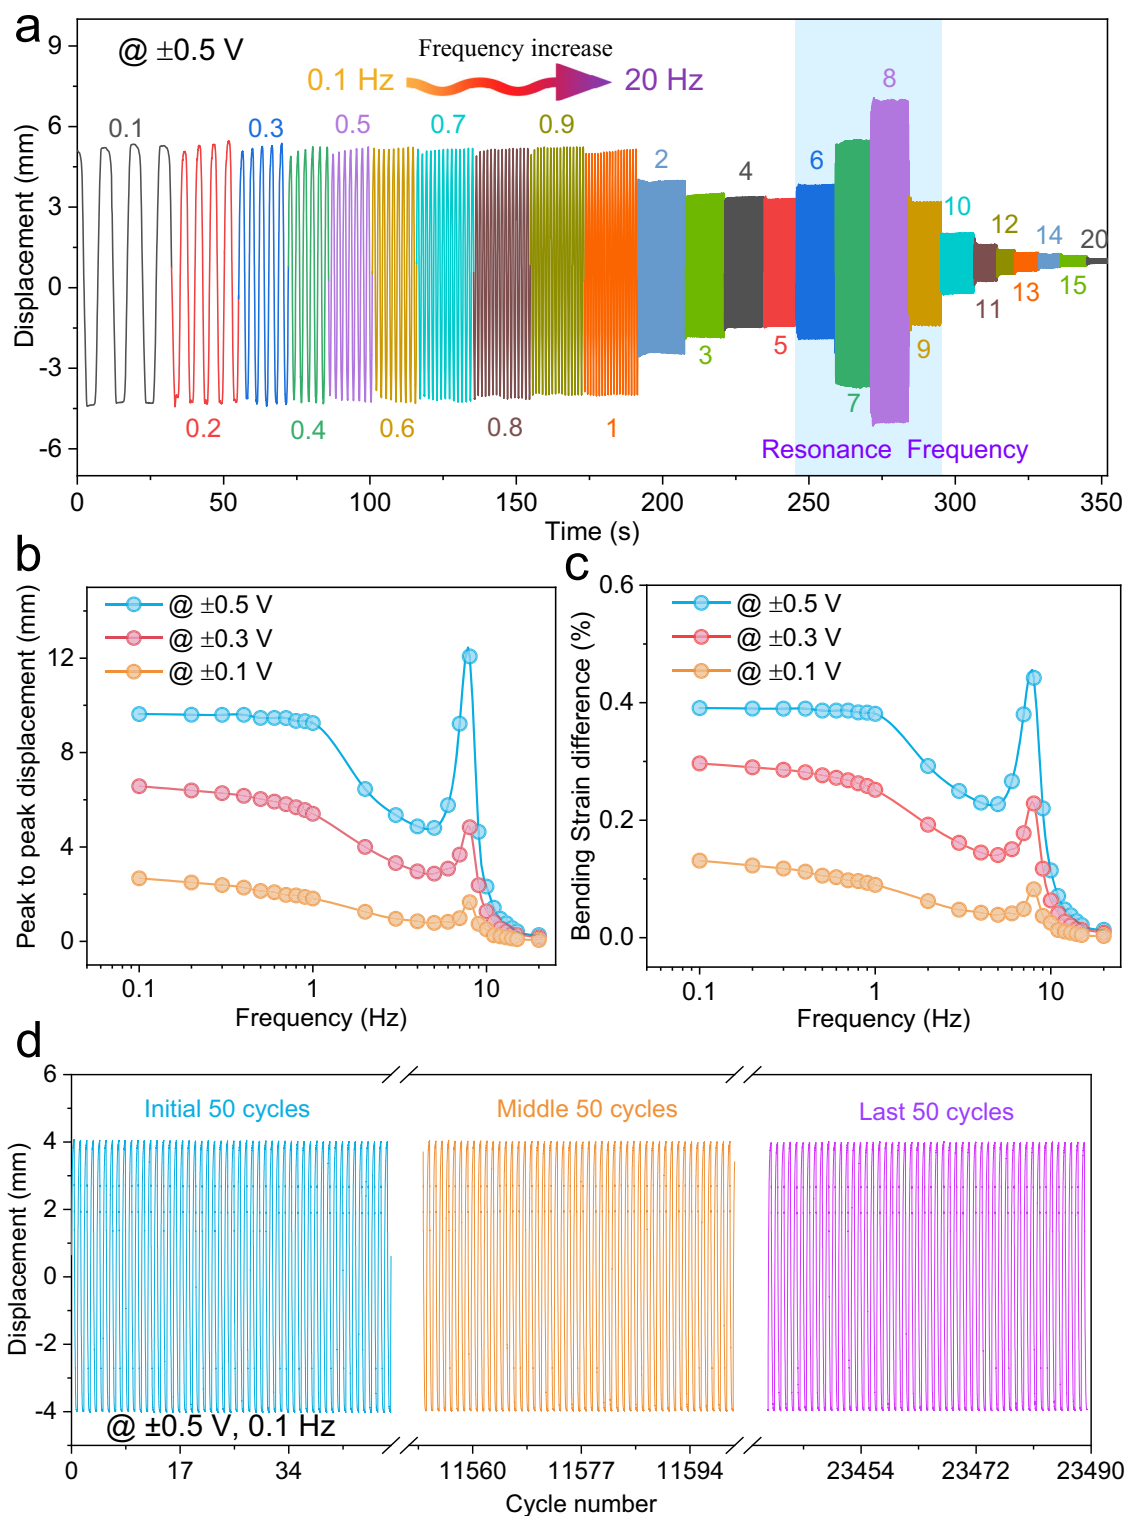 a
@ ±0.5 V
Frequency increase
0.1 Hz
20 Hz
0.1
0.2
0.3
0.4
0.5
0.6
0.7
0.8
0.9
1
2
3
4
5
6
7
8
9
10
11
12
13
14
15
20
Resonance Frequency
Displacement (mm)
9
6
3
0
-3
-6
0 50 100 150 200 250 300 350
Time (s)
b
@ ±0.5 V
@ ±0.3 V
@ ±0.1 V
Peak to peak displacement (mm)
12
8
4
0
0.1 1 10
Frequency (Hz)
c
@ ±0.5 V
@ ±0.3 V
@ ±0.1 V
Bending Strain difference (%)
0.6
0.4
0.2
0.0
0.1 1 10
Frequency (Hz)
d
Initial 50 cycles
Middle 50 cycles
Last 50 cycles
@ ±0.5 V, 0.1 Hz
Displacement (mm)
6
4
2
0
-2
-4
0 17 34 11560 11577 11594 23454 23472 23490
Cycle number